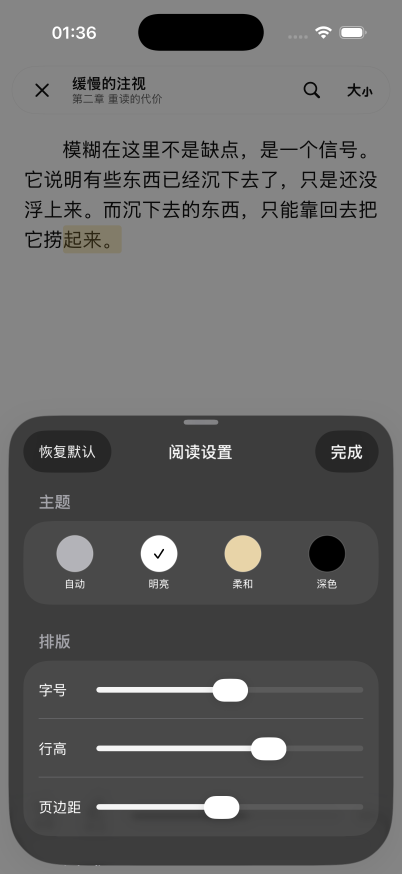 01:36
缓慢的注视
第二章 重读的代价
大小
模糊在这里不是缺点，是一个信号。
它说明有些东西已经沉下去了，只是还没
浮上来。而沉下去的东西，只能靠回去把
它捞起来。
恢复默认
阅读设置
完成
主题
自动
明亮
柔和
深色
排版
字号
行高
页边距